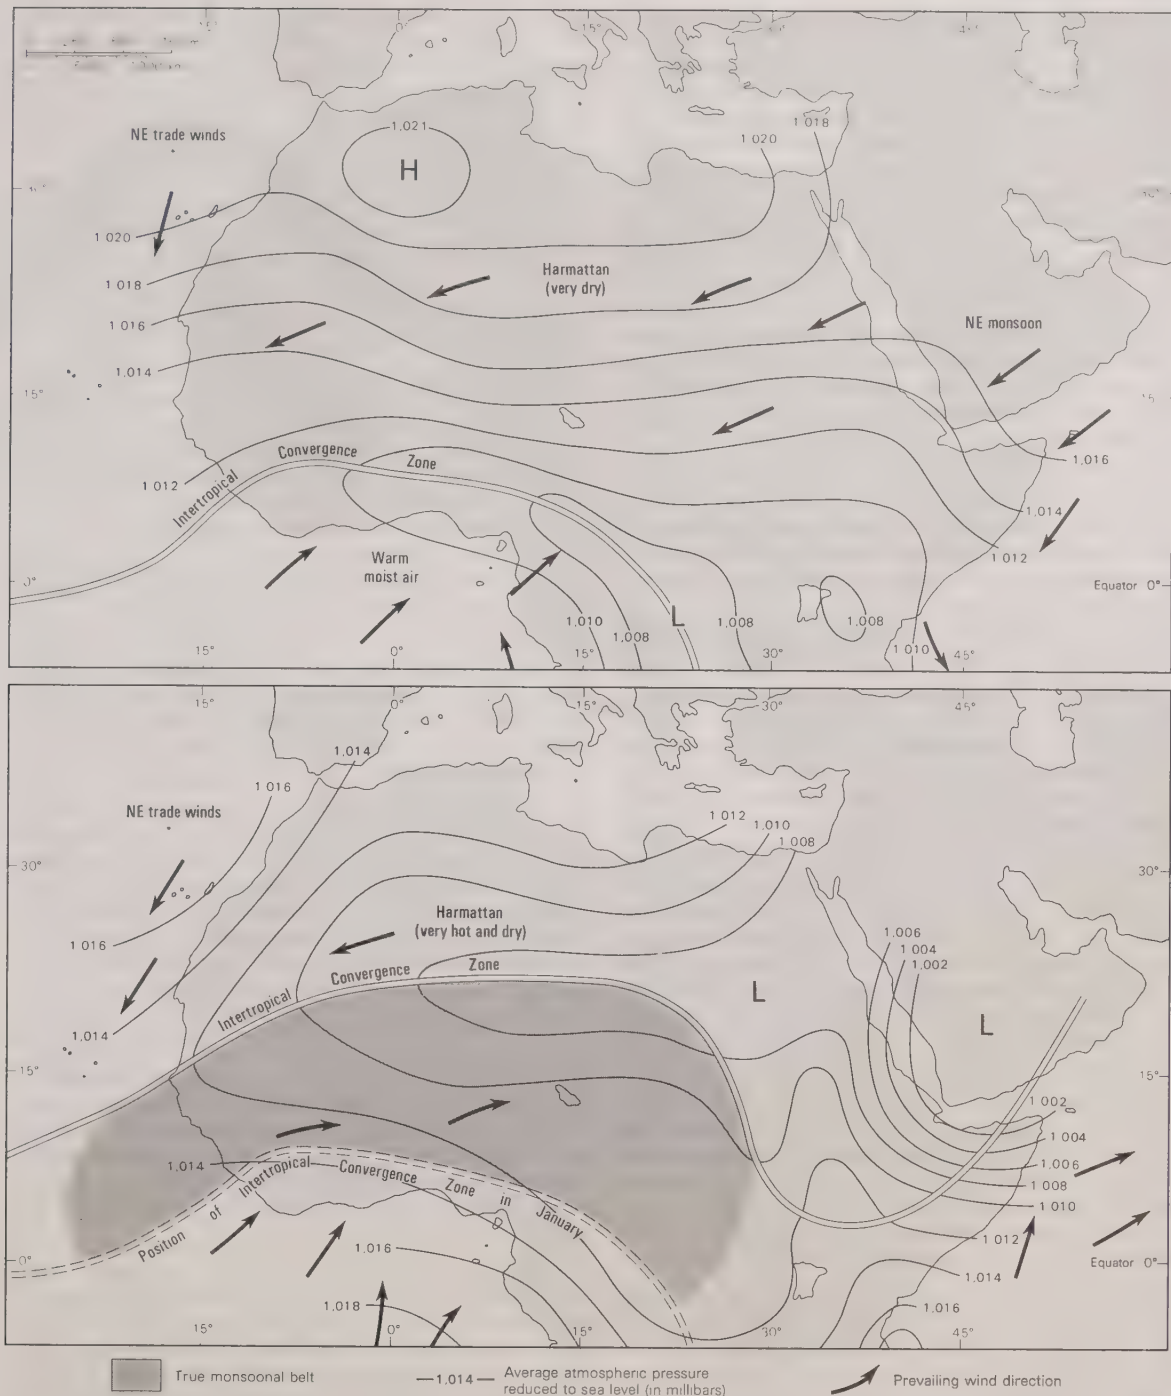 15°
45°
NE trade winds
1,021
H
1 020
1 018
1 020
1 018
Harmattan
(very dry)
1 016
NE monsoon
1,014
15°
15
Intertropical
Convergence
Zone
1 012
1,016
1,014
1 012
Warm
moist air
0°
L
1,010
1,008
1,008
1,008
1 010
Equator 0°
15°
0°
15°
30°
45°
15°
0°
15°
30°
45°
1,014
1 016
NE trade winds
1 012
1,010
1 008
30°
30°
Harmattan
(very hot and dry)
1 016
1,006
1,004
1,002
Intertropical
Convergence
Zone
L
L
1,014
15°
15°
1 002
1 004
1,006
1 008
1 010
1,014
Position
of
Intertropical
Convergence
Zone
in
January
1,012
1,016
1,014
0°
Equator 0°
1,018
1,016
15°
0°
15°
30°
45°
True monsoonal belt
1,014
Average atmospheric pressure
reduced to sea level (in millibars)
Prevailing wind direction